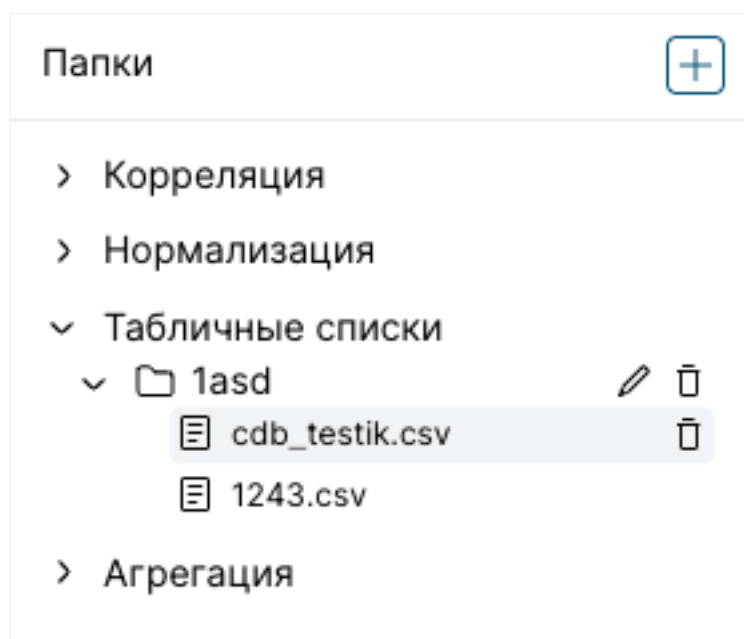 Папки
Корреляция
Нормализация
Табличные списки
1asd
cdb_testik.csv
1243.csv
Агрегация